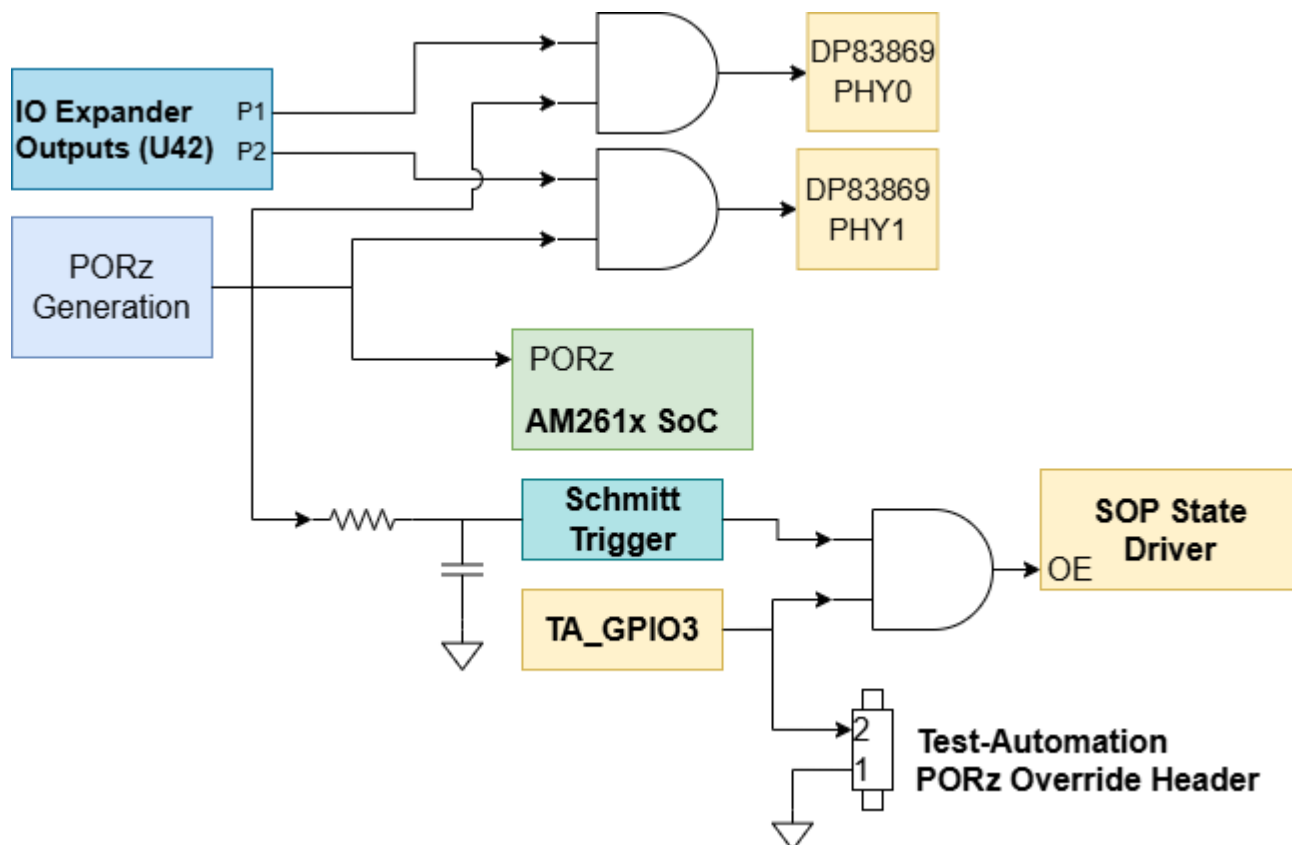 DP83869
PHY0
IO Expander
Outputs (U42)
P1
P2
DP83869
PHY1
PORz
Generation
PORz
AM261x SoC
Schmitt
Trigger
SOP State
Driver
OE
TA_GPIO3
2
1
Test-Automation
PORz Override Header